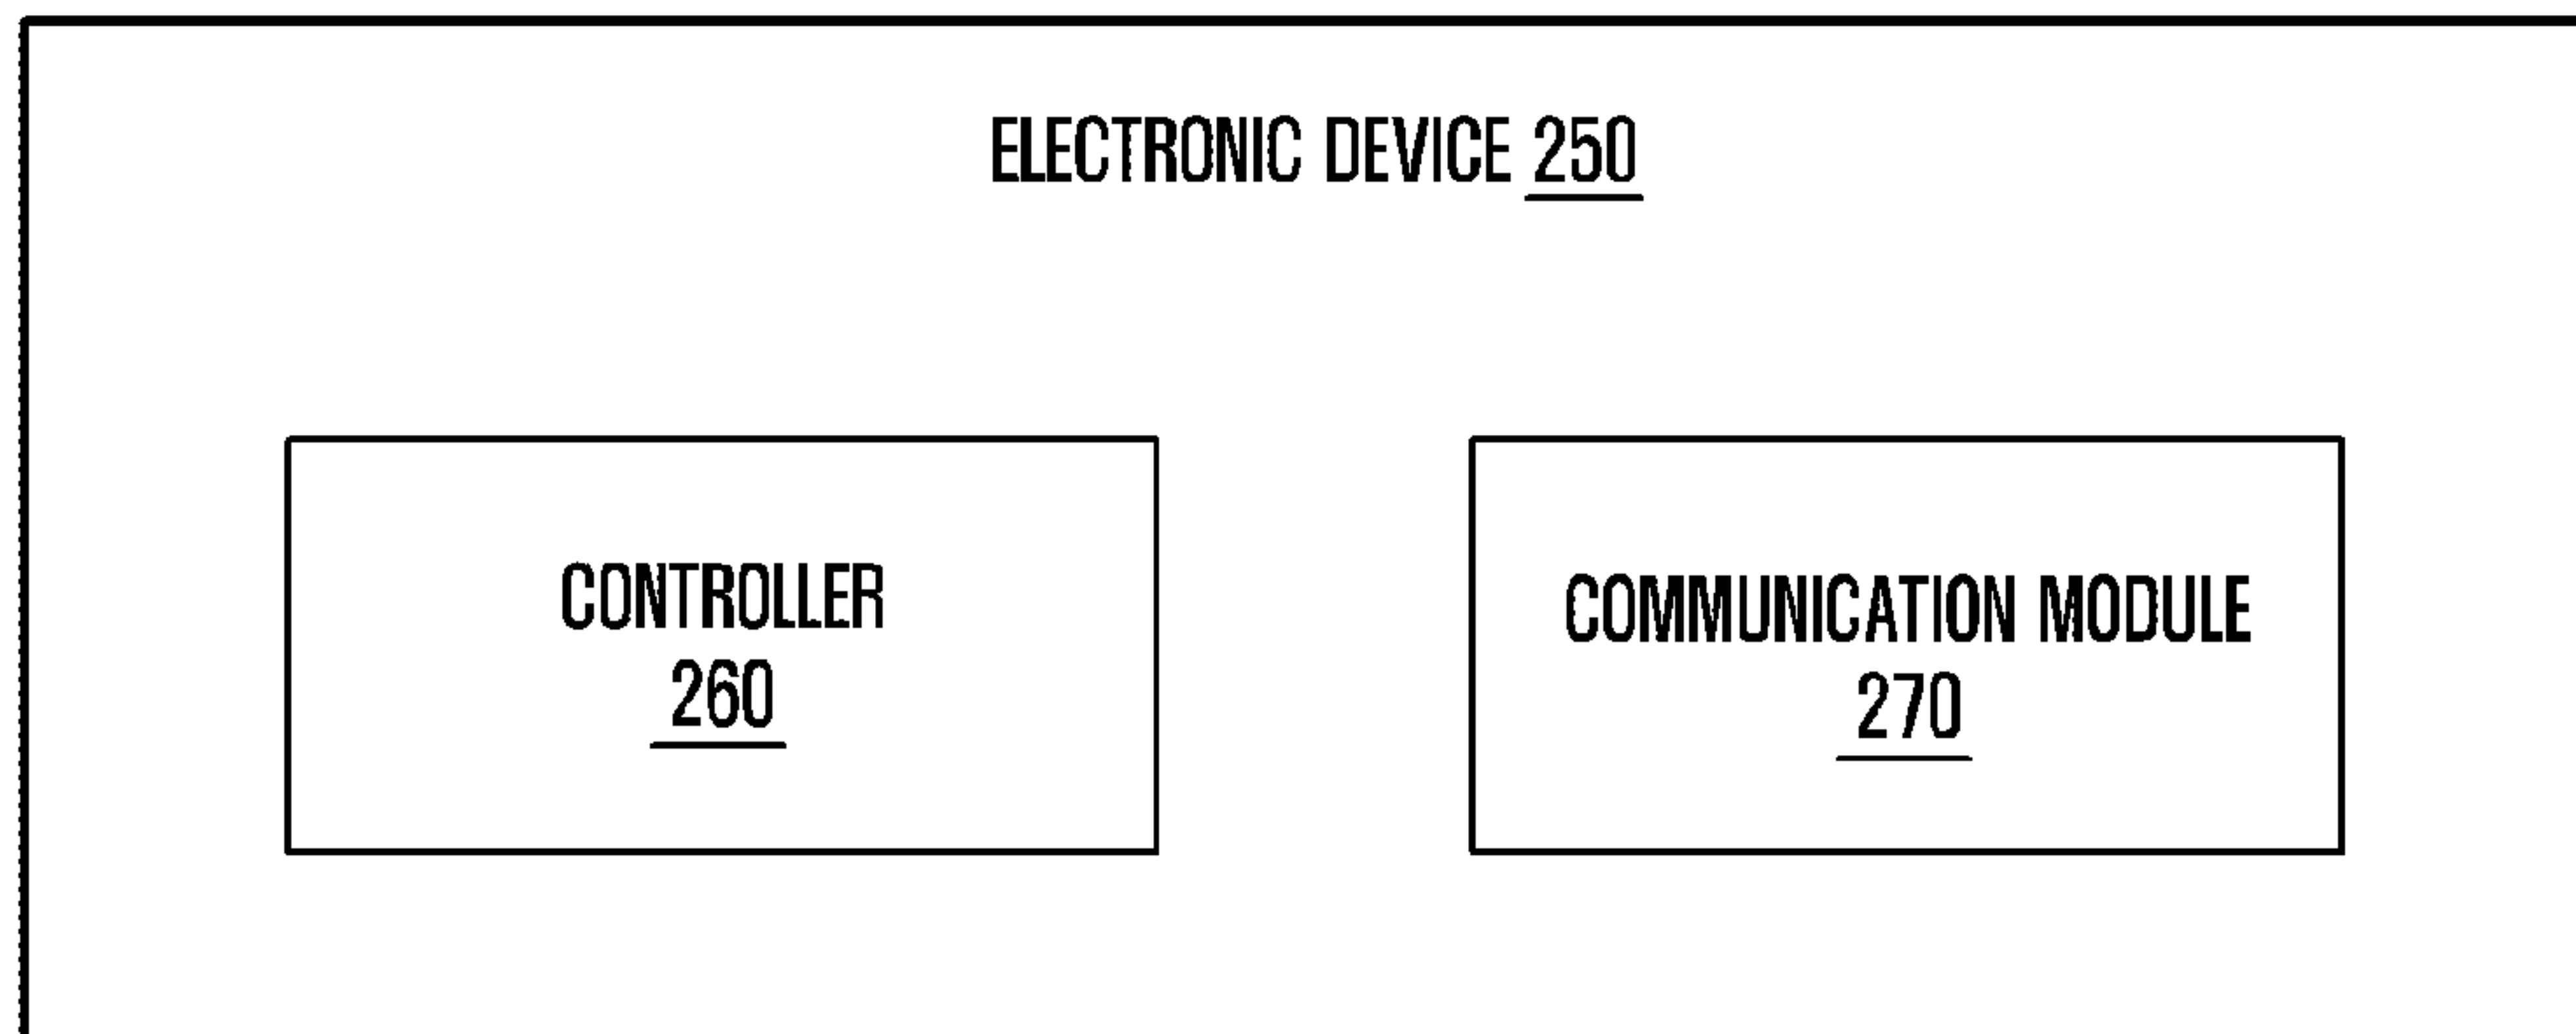 ELECTRONIC DEVICE 250
CONTROLLER
260
COMMUNICATION MODULE
270